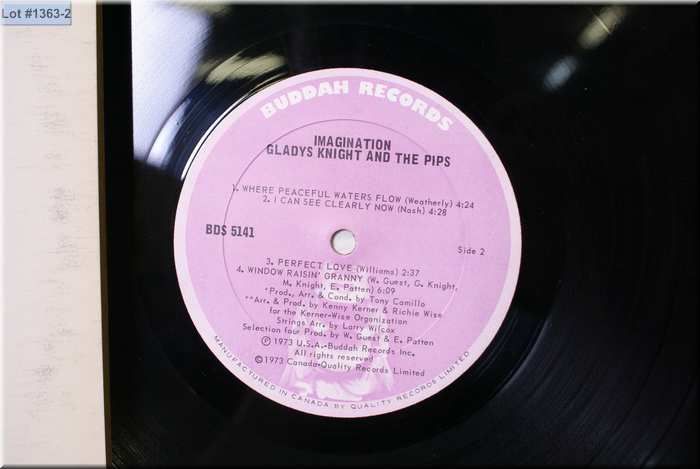 Lot #1363-2
BUDDAH RECORDS
IMAGINATION
GLADYS KNIGHT AND THE PIPS
1. WHERE PEACEFUL WATERS FLOW (Weatherly) 4:24
2. I CAN SEE CLEARLY NOW (Nash) 4:28
BDS 5141
Side 2
3. PERFECT LOVE (Williams) 2:37
4. WINDOW RAISIN' GRANNY (W. Guest, G. Knight,
M. Knight, E. Patten) 6:09
*Prod., Arr. & Cond. by Tony Camillo
**Arr. & Prod. by Kenny Kerner & Richie Wise
for the Kerner-Wise Organization
Strings Arr. by Larry Wilcox
Selection four Prod. by W. Guest & E. Patten
Ⓟ 1973 U.S.A.-Buddah Records Inc.
All rights reserved
©1973 Canada-Quality Records Limited
MANUFACTURED IN CANADA BY QUALITY RECORDS LIMITED